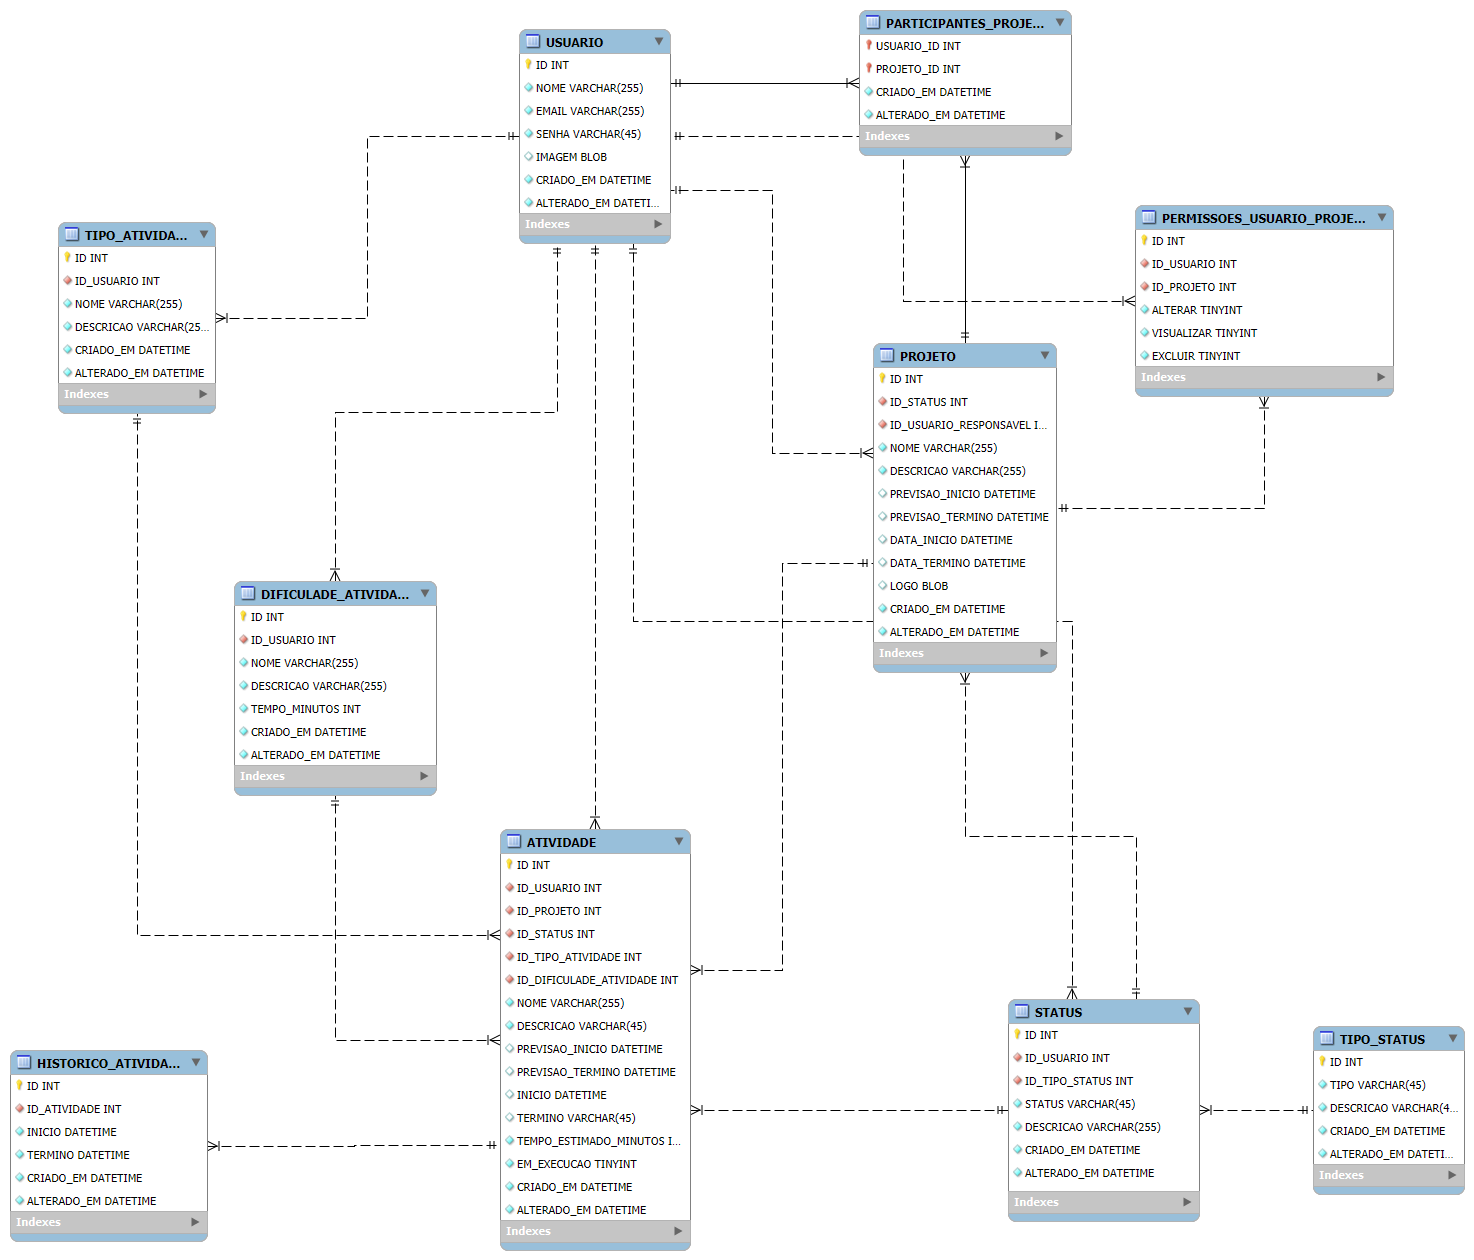 USUARIO
ID INT
NOME VARCHAR(255)
EMAIL VARCHAR(255)
SENHA VARCHAR(45)
IMAGEM BLOB
CRIADO_EM DATETIME
ALTERADO_EM DATETI...
Indexes
PARTICIPANTES_PROJE...
USUARIO_ID INT
PROJETO_ID INT
CRIADO_EM DATETIME
ALTERADO_EM DATETIME
Indexes
PERMISSOES_USUARIO_PROJE...
ID INT
ID_USUARIO INT
ID_PROJETO INT
ALTERAR TINYINT
VISUALIZAR TINYINT
EXCLUIR TINYINT
Indexes
TIPO_ATIVIDA...
ID INT
ID_USUARIO INT
NOME VARCHAR(255)
DESCRICAO VARCHAR(25...
CRIADO_EM DATETIME
ALTERADO_EM DATETIME
Indexes
PROJETO
ID INT
ID_STATUS INT
ID_USUARIO_RESPONSAVEL I...
NOME VARCHAR(255)
DESCRICAO VARCHAR(255)
PREVISAO_INICIO DATETIME
PREVISAO_TERMINO DATETIME
DATA_INICIO DATETIME
DATA_TERMINO DATETIME
LOGO BLOB
CRIADO_EM DATETIME
ALTERADO_EM DATETIME
Indexes
DIFICULADE_ATIVIDA...
ID INT
ID_USUARIO INT
NOME VARCHAR(255)
DESCRICAO VARCHAR(255)
TEMPO_MINUTOS INT
CRIADO_EM DATETIME
ALTERADO_EM DATETIME
Indexes
ATIVIDADE
ID INT
ID_USUARIO INT
ID_PROJETO INT
ID_STATUS INT
ID_TIPO_ATIVIDADE INT
ID_DIFICULADE_ATIVIDADE INT
NOME VARCHAR(255)
DESCRICAO VARCHAR(45)
PREVISAO_INICIO DATETIME
PREVISAO_TERMINO DATETIME
INICIO DATETIME
TERMINO VARCHAR(45)
TEMPO_ESTIMADO_MINUTOS I...
EM_EXECUCAO TINYINT
CRIADO_EM DATETIME
ALTERADO_EM DATETIME
Indexes
HISTORICO_ATIVIDA...
ID INT
ID_ATIVIDADE INT
INICIO DATETIME
TERMINO DATETIME
CRIADO_EM DATETIME
ALTERADO_EM DATETIME
Indexes
STATUS
ID INT
ID_USUARIO INT
ID_TIPO_STATUS INT
STATUS VARCHAR(45)
DESCRICAO VARCHAR(255)
CRIADO_EM DATETIME
ALTERADO_EM DATETIME
Indexes
TIPO_STATUS
ID INT
TIPO VARCHAR(45)
DESCRICAO VARCHAR(4...
CRIADO_EM DATETIME
ALTERADO_EM DATETI...
Indexes